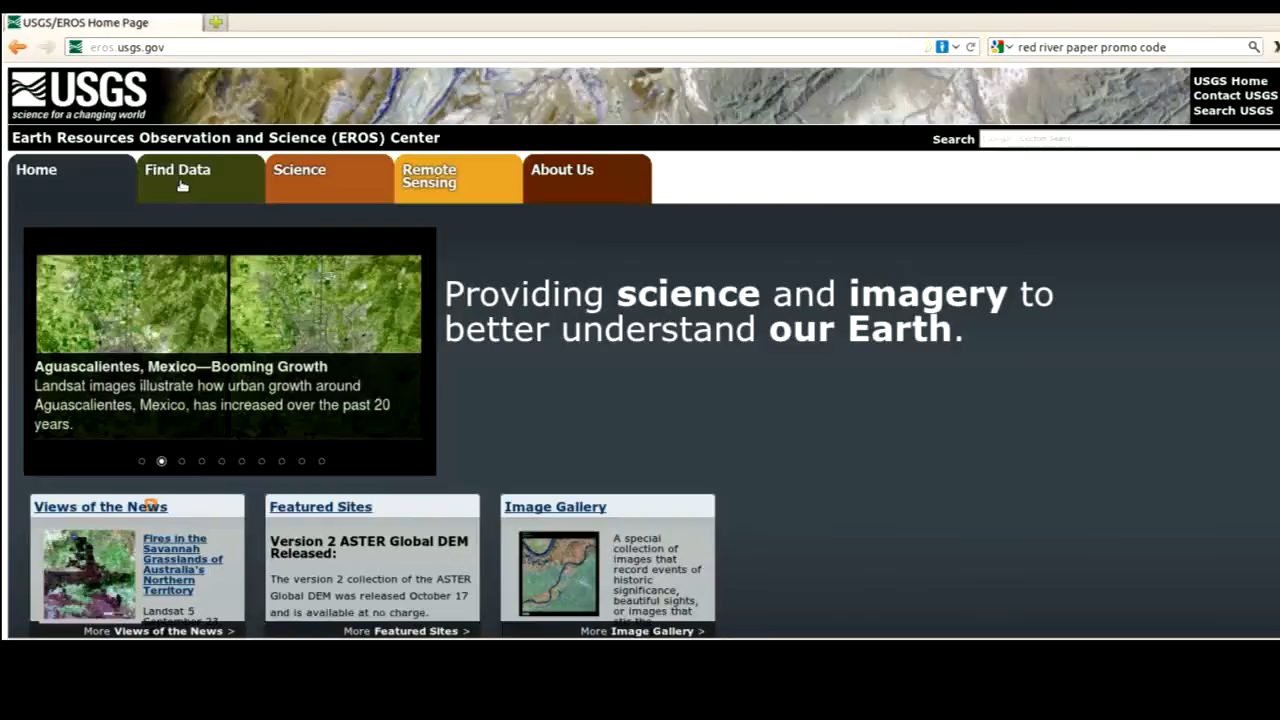 USGS/EROS Home Page
eros.usgs.gov
red river paper promo code
USGS
science for a changing world
USGS Home
Contact USGS
Search USGS
Earth Resources Observation and Science (EROS) Center
Search
Home
Find Data
Science
Remote
Sensing
About Us
Providing science and imagery to
better understand our Earth.
Aguascalientes, Mexico—Booming Growth
Landsat images illustrate how urban growth around
Aguascalientes, Mexico, has increased over the past 20
years.
Views of the News
Fires in the
Savannah
Grasslands of
Australia's
Northern
Territory
Landsat 5
September 23
More Views of the News >
Featured Sites
Version 2 ASTER Global DEM
Released:
The version 2 collection of the ASTER
Global DEM was released October 17
and is available at no charge.
More Featured Sites >
Image Gallery
A special
collection of
images that
record events of
historic
significance,
beautiful sights,
or images that
More Image Gallery >